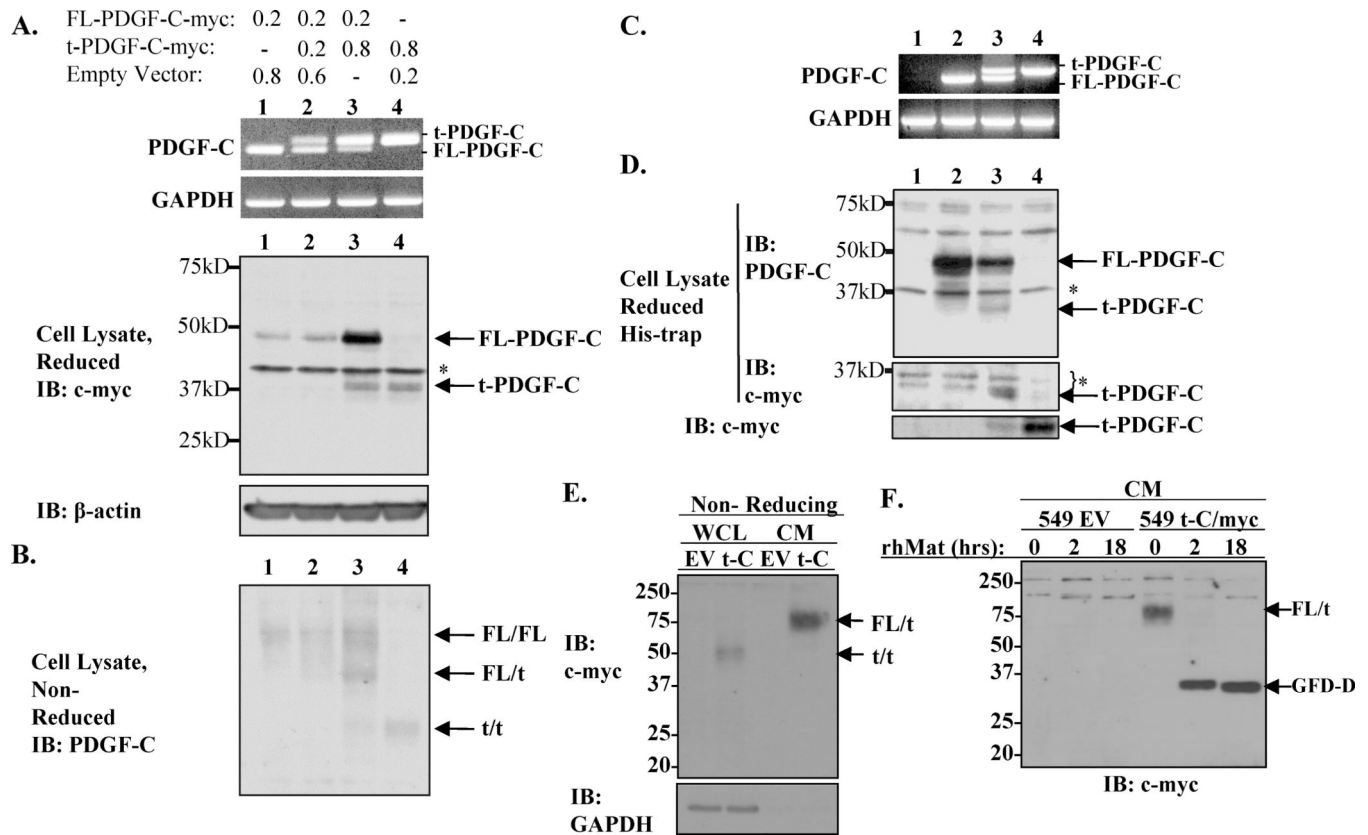 A.
FL-PDGF-C-myc: 0.2 0.2 0.2 -
t-PDGF-C-myc: - 0.2 0.8 0.8
Empty Vector: 0.8 0.6 - 0.2
1 2 3 4
PDGF-C
t-PDGF-C
FL-PDGF-C
GAPDH
1 2 3 4
75kD
50kD
37kD
25kD
Cell Lysate,
Reduced
IB: c-myc
FL-PDGF-C
*
t-PDGF-C
IB: β-actin
B.
1 2 3 4
Cell Lysate,
Non-
Reduced
IB: PDGF-C
FL/FL
FL/t
t/t
C.
1 2 3 4
PDGF-C
t-PDGF-C
FL-PDGF-C
GAPDH
D.
1 2 3 4
Cell Lysate
Reduced
His-trap
IB:
PDGF-C
75kD
50kD
37kD
FL-PDGF-C
*
t-PDGF-C
IB:
c-myc
37kD
}*
t-PDGF-C
IB: c-myc
t-PDGF-C
E.
Non- Reducing
WCL CM
EV t-C EV t-C
250
75
50
37
25
20
IB:
c-myc
FL/t
t/t
IB:
GAPDH
F.
CM
549 EV 549 t-C/myc
rhMat (hrs): 0 2 18 0 2 18
250
75
50
37
25
20
FL/t
GFD-D
IB: c-myc